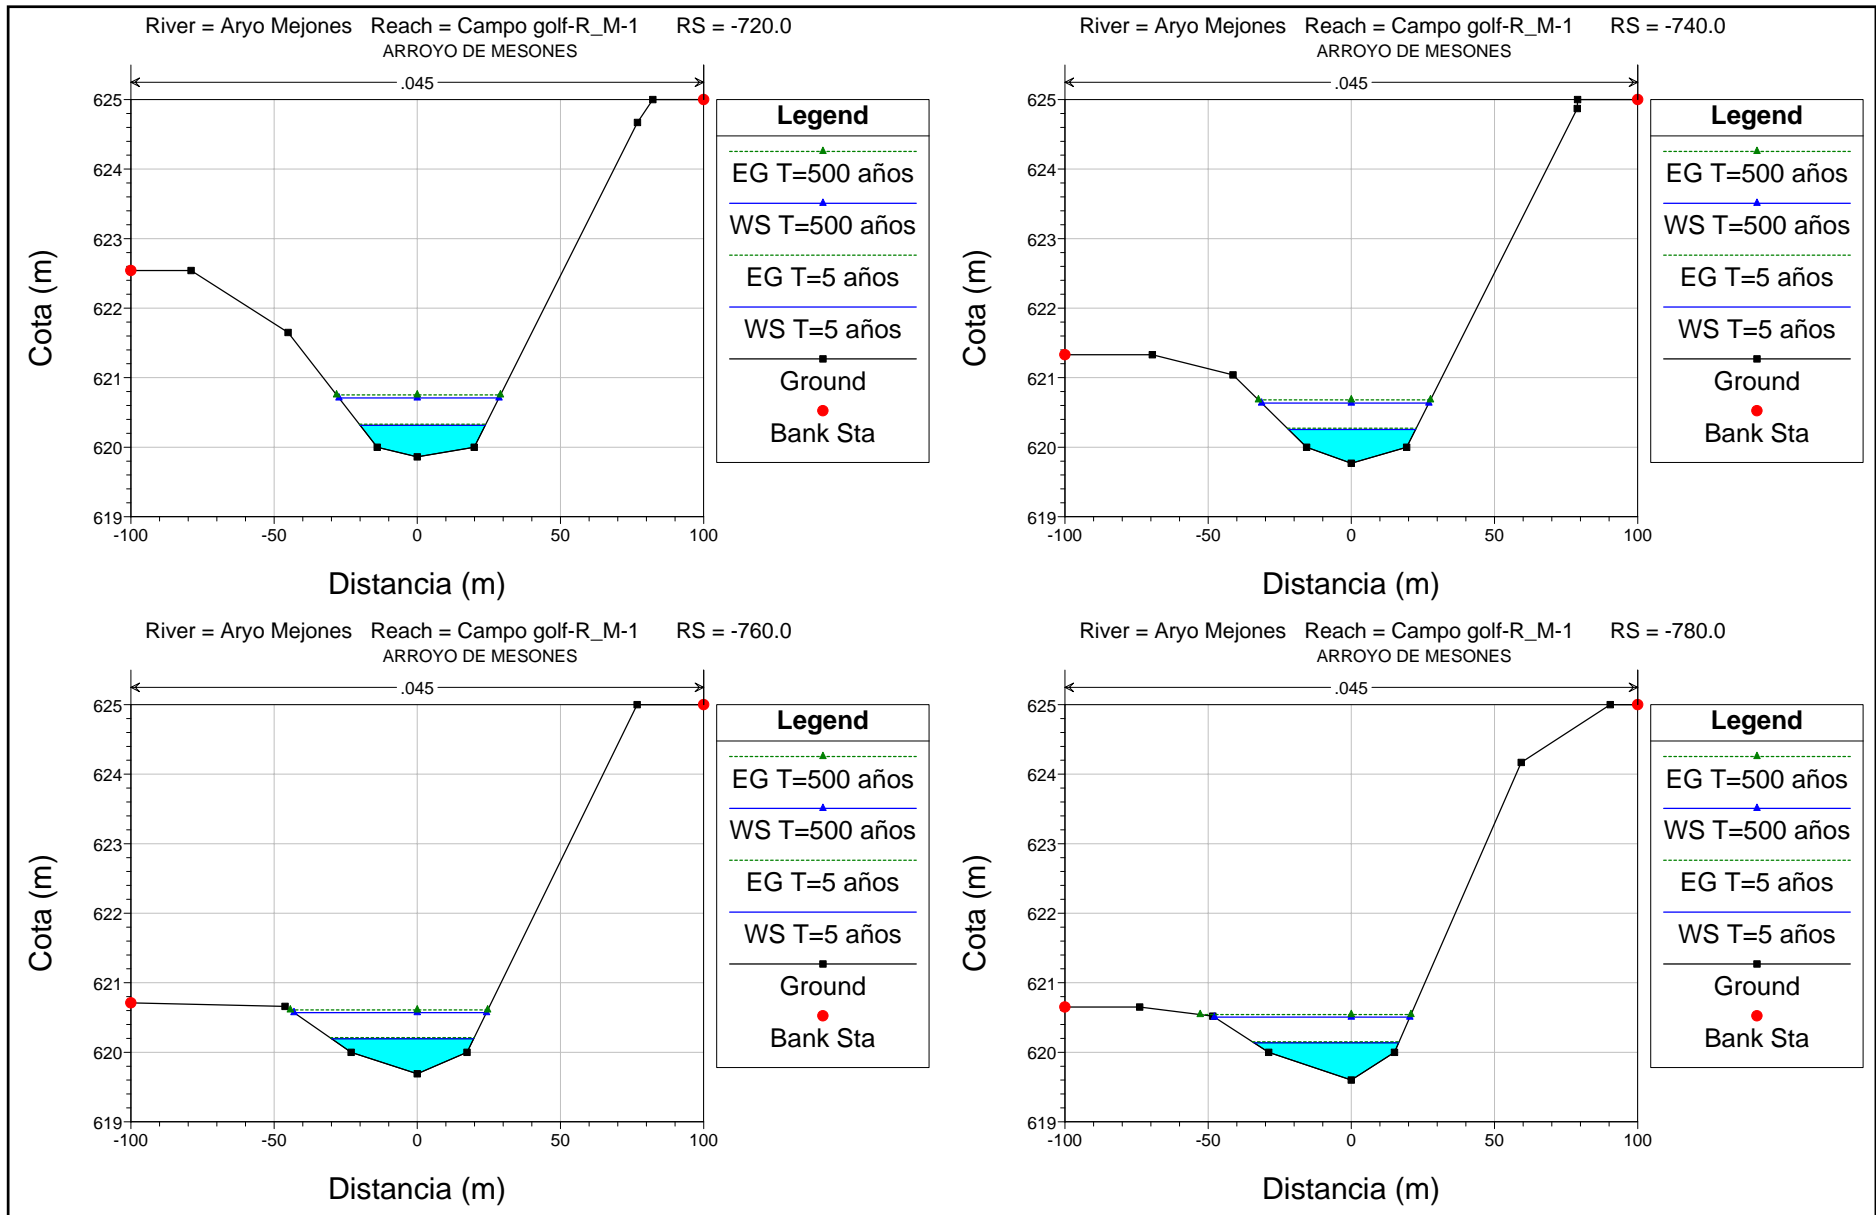 River = Aryo Mejones Reach = Campo golf-R_M-1 RS = -720.0
ARROYO DE MESONES
.045
625
624
623
622
621
620
619
-100 -50 0 50 100
Cota (m)
Distancia (m)
Legend
EG T=500 años
WS T=500 años
EG T=5 años
WS T=5 años
Ground
Bank Sta
River = Aryo Mejones Reach = Campo golf-R_M-1 RS = -740.0
ARROYO DE MESONES
.045
625
624
623
622
621
620
619
-100 -50 0 50 100
Cota (m)
Distancia (m)
Legend
EG T=500 años
WS T=500 años
EG T=5 años
WS T=5 años
Ground
Bank Sta
River = Aryo Mejones Reach = Campo golf-R_M-1 RS = -760.0
ARROYO DE MESONES
.045
625
624
623
622
621
620
619
-100 -50 0 50 100
Cota (m)
Distancia (m)
Legend
EG T=500 años
WS T=500 años
EG T=5 años
WS T=5 años
Ground
Bank Sta
River = Aryo Mejones Reach = Campo golf-R_M-1 RS = -780.0
ARROYO DE MESONES
.045
625
624
623
622
621
620
619
-100 -50 0 50 100
Cota (m)
Distancia (m)
Legend
EG T=500 años
WS T=500 años
EG T=5 años
WS T=5 años
Ground
Bank Sta